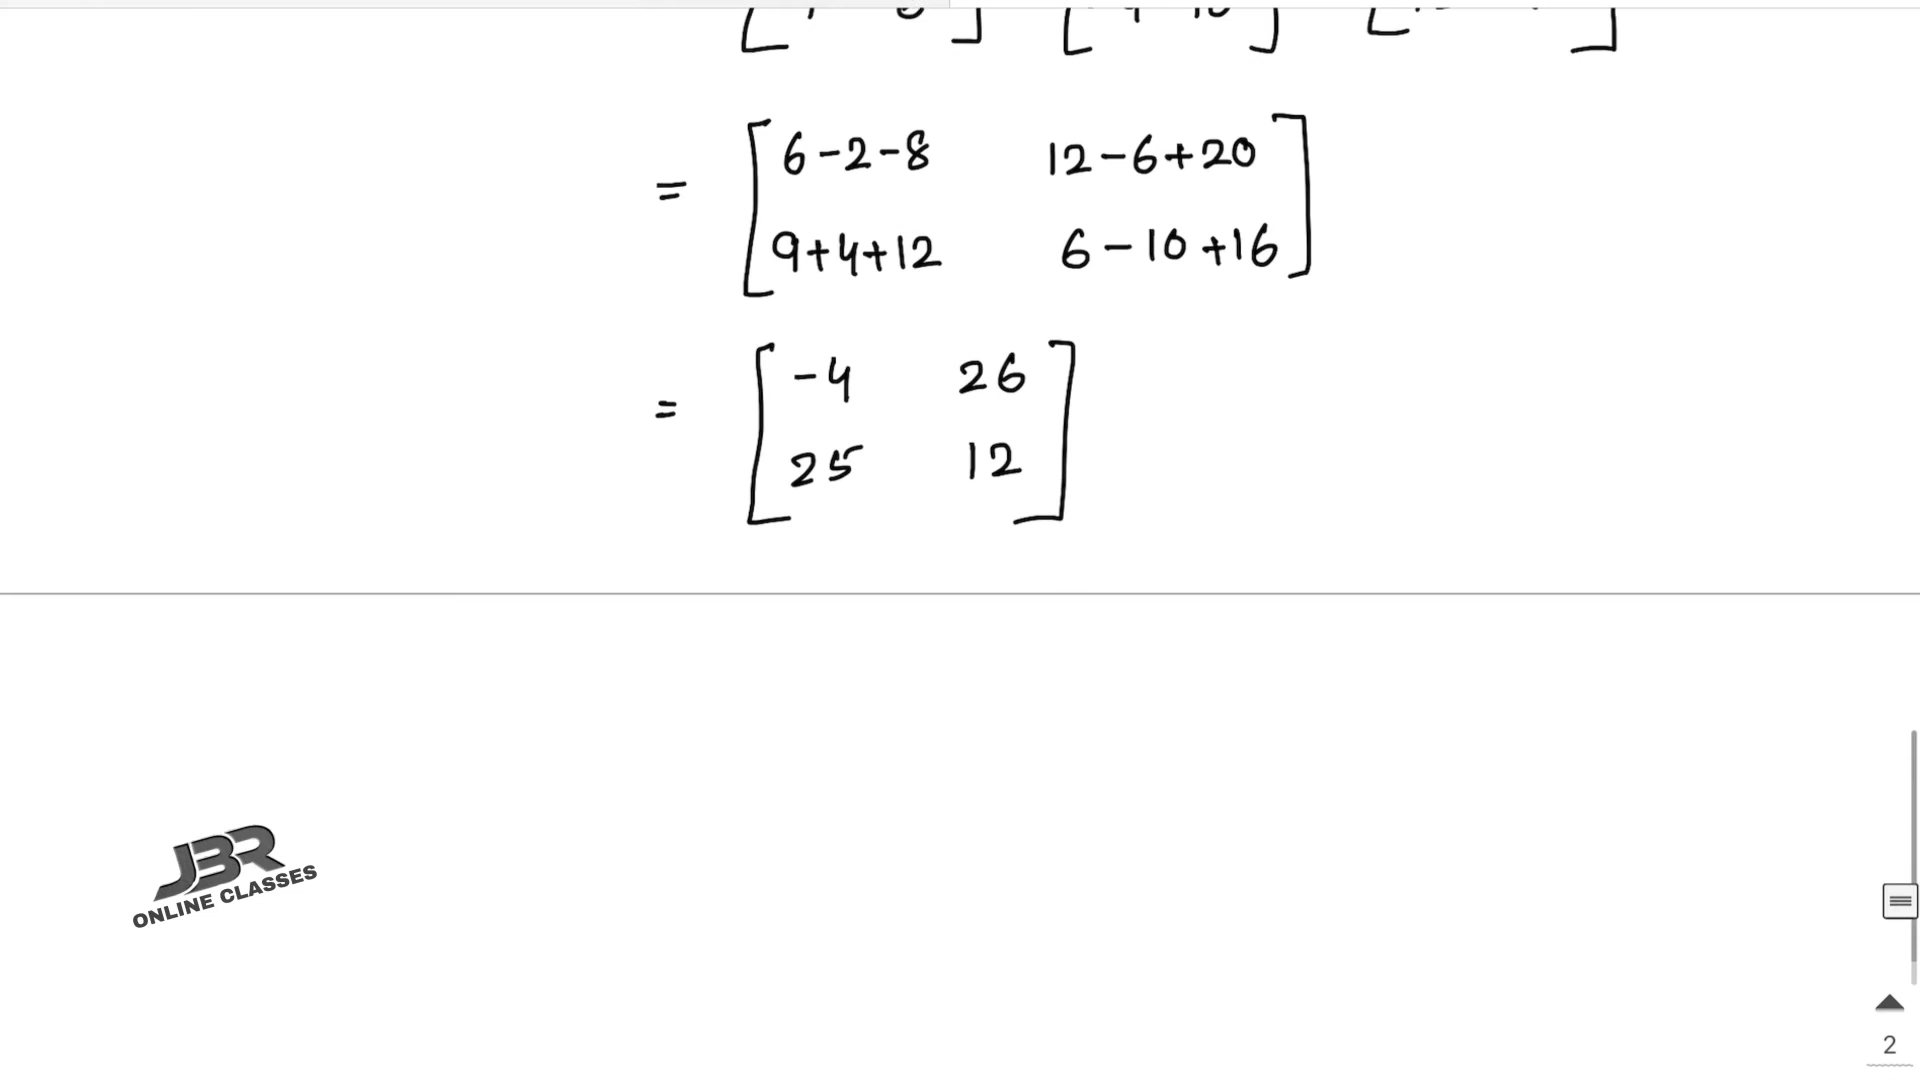 = [ 6-2-8 12-6+20
9+4+12 6-10+16 ]
= [ -4 26
25 12 ]
JBR
ONLINE CLASSES
2